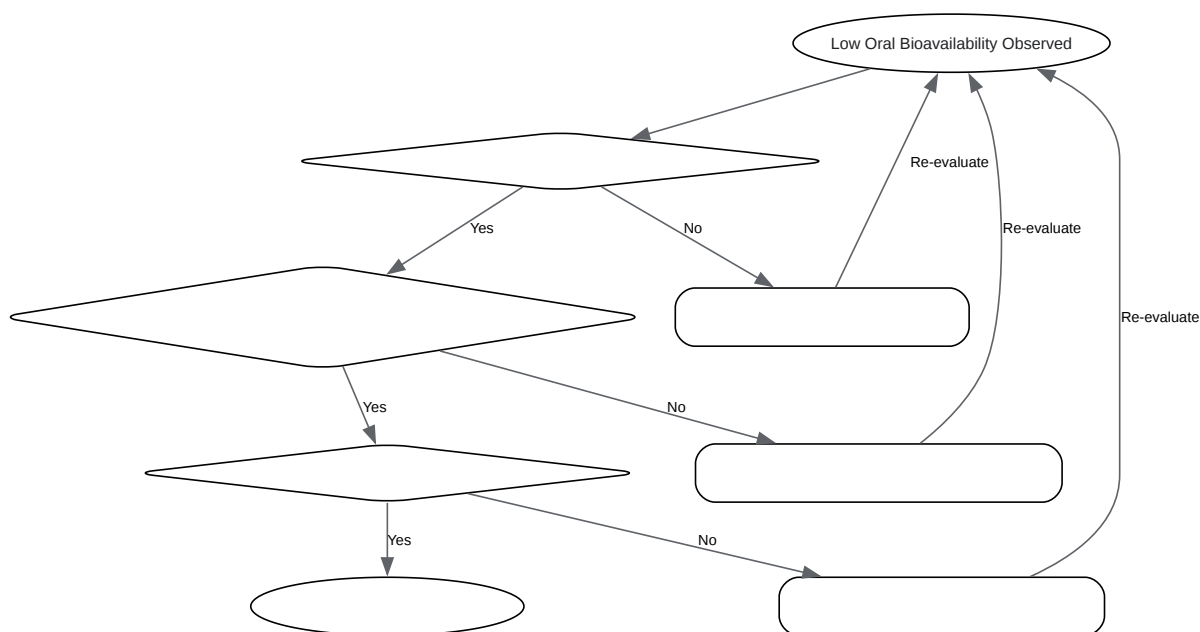 Low Oral Bioavailability Observed
Re-evaluate
Yes
No
Re-evaluate
Re-evaluate
Yes
No
Yes
No